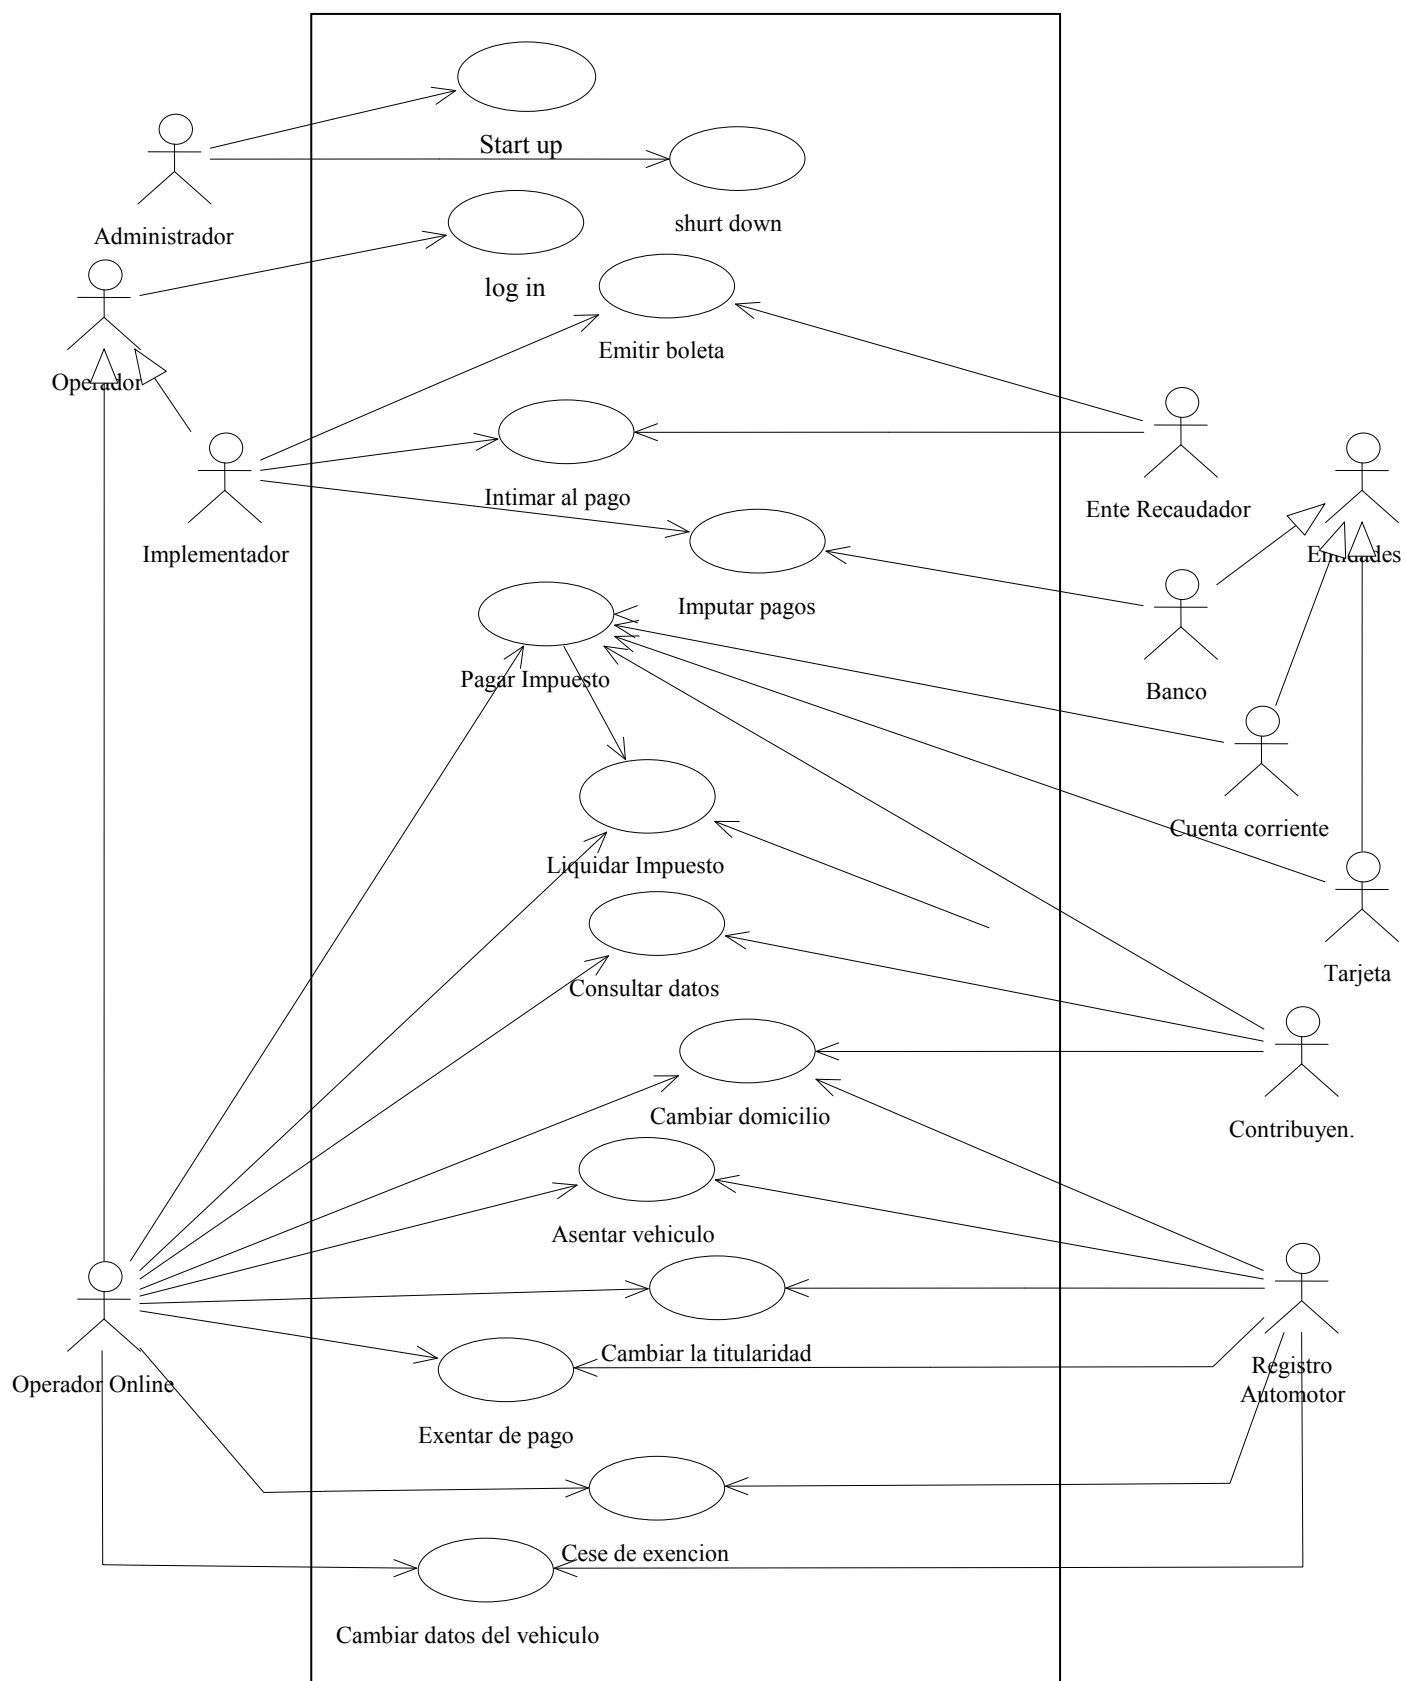 Start up
shurt down
Administrador
log in
Emitir boleta
Operador
Intimar al pago
Ente Recaudador
Implementador
Entidades
Imputar pagos
Pagar Impuesto
Banco
Cuenta corriente
Liquidar Impuesto
Tarjeta
Consultar datos
Cambiar domicilio
Contribuyen.
Asentar vehiculo
Cambiar la titularidad
Registro
Automotor
Operador Online
Exentar de pago
Cese de exencion
Cambiar datos del vehiculo